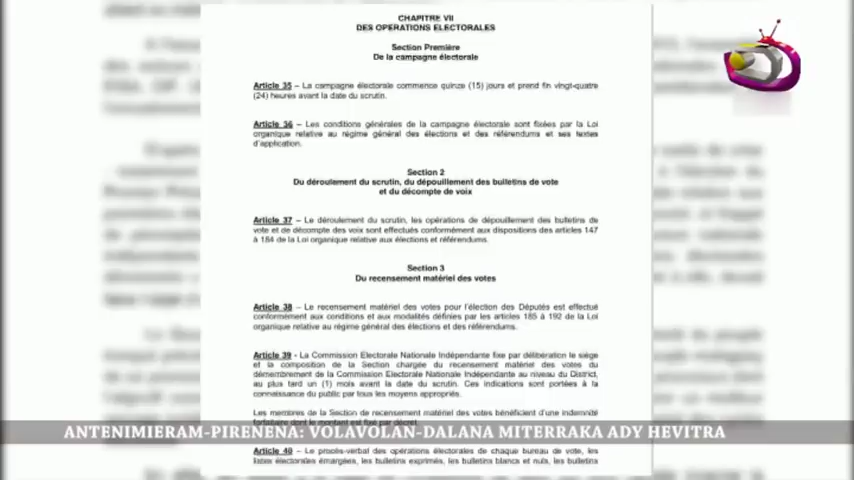 CHAPITRE VII
DES OPERATIONS ELECTORALES
Section Première
De la campagne électorale
Article 35 – La campagne électorale commence quinze (15) jours et prend fin vingt-quatre
(24) heures avant la date du scrutin.
Article 36 – Les conditions générales de la campagne électorale sont fixées par la Loi
organique relative au régime général des élections et des référendums et ses textes
d'application.
Section 2
Du déroulement du scrutin, du dépouillement des bulletins de vote
et du décompte de voix
Article 37 – Le déroulement du scrutin, les opérations de dépouillement des bulletins de
vote et de décompte des voix sont effectués conformément aux dispositions des articles 147
à 184 de la Loi organique relative aux élections et référendums.
Section 3
Du recensement matériel des votes
Article 38 – Le recensement matériel des votes pour l'élection des Députés est effectué
conformément aux conditions et aux modalités définies par les articles 185 à 192 de la Loi
organique relative au régime général des élections et des référendums.
Article 39 - La Commission Electorale Nationale Indépendante fixe par délibération le siège
et la composition de la Section chargée du recensement matériel des votes du
démembrement de la Commission Electorale Nationale Indépendante au niveau du District,
au plus tard un (1) mois avant la date du scrutin. Ces indications sont portées à la
connaissance du public par tous les moyens appropriés.
Les membres de la Section de recensement matériel des votes bénéficient d'une indemnité
forfaitaire dont le montant est fixé par décret.
ANTENIMIERAM-PIRENENA: VOLAVOLAN-DALANA MITERRAKA ADY HEVITRA
Article 40 – Le procès-verbal des opérations électorales de chaque bureau de vote, les
listes électorales émargées, les bulletins exprimés, les bulletins blancs et nuls, les bulletins